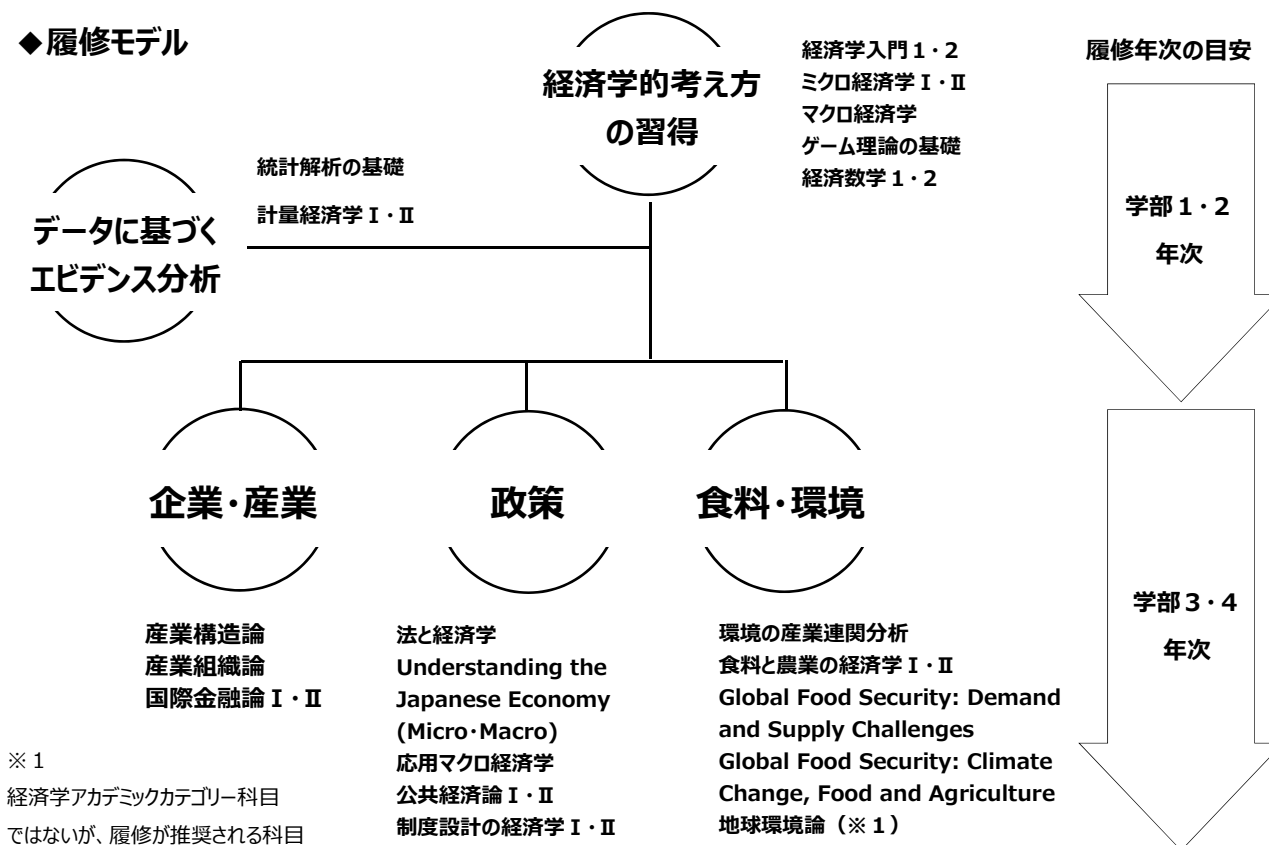 ◆履修モデル
経済学的考え方
の習得
経済学入門１・２
ミクロ経済学Ⅰ・Ⅱ
マクロ経済学
ゲーム理論の基礎
経済数学１・２
履修年次の目安
データに基づく
エビデンス分析
統計解析の基礎
計量経済学Ⅰ・Ⅱ
学部１・２
年次
企業・産業
産業構造論
産業組織論
国際金融論Ⅰ・Ⅱ
政策
法と経済学
Understanding the
Japanese Economy
(Micro・Macro)
応用マクロ経済学
公共経済論Ⅰ・Ⅱ
制度設計の経済学Ⅰ・Ⅱ
食料・環境
環境の産業連関分析
食料と農業の経済学Ⅰ・Ⅱ
Global Food Security: Demand
and Supply Challenges
Global Food Security: Climate
Change, Food and Agriculture
地球環境論（※１）
学部３・４
年次
※１
経済学アカデミックカテゴリー科目
ではないが、履修が推奨される科目